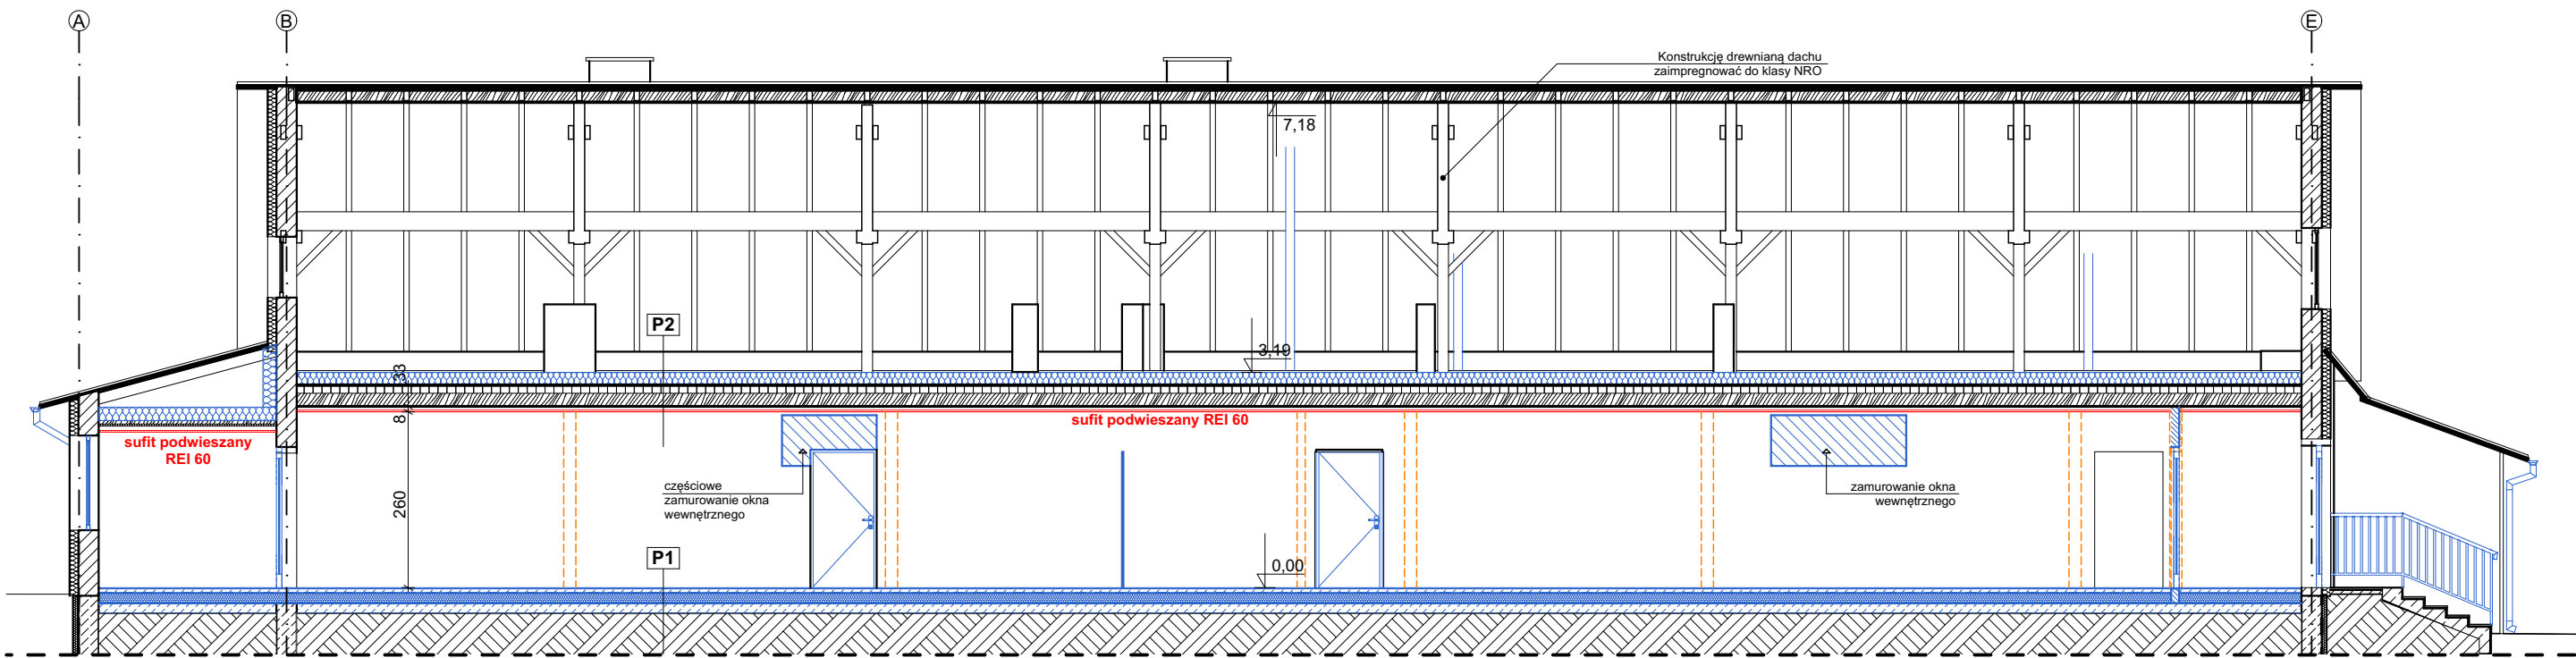 A
B
E
Konstrukcję drewnianą dachu
zaimpregnować do klasy NRO
7,18
P2
3,19
33
8
sufit podwieszany
REI 60
sufit podwieszany REI 60
260
częściowe
zamurowanie okna
wewnętrznego
zamurowanie okna
wewnętrznego
P1
0,00